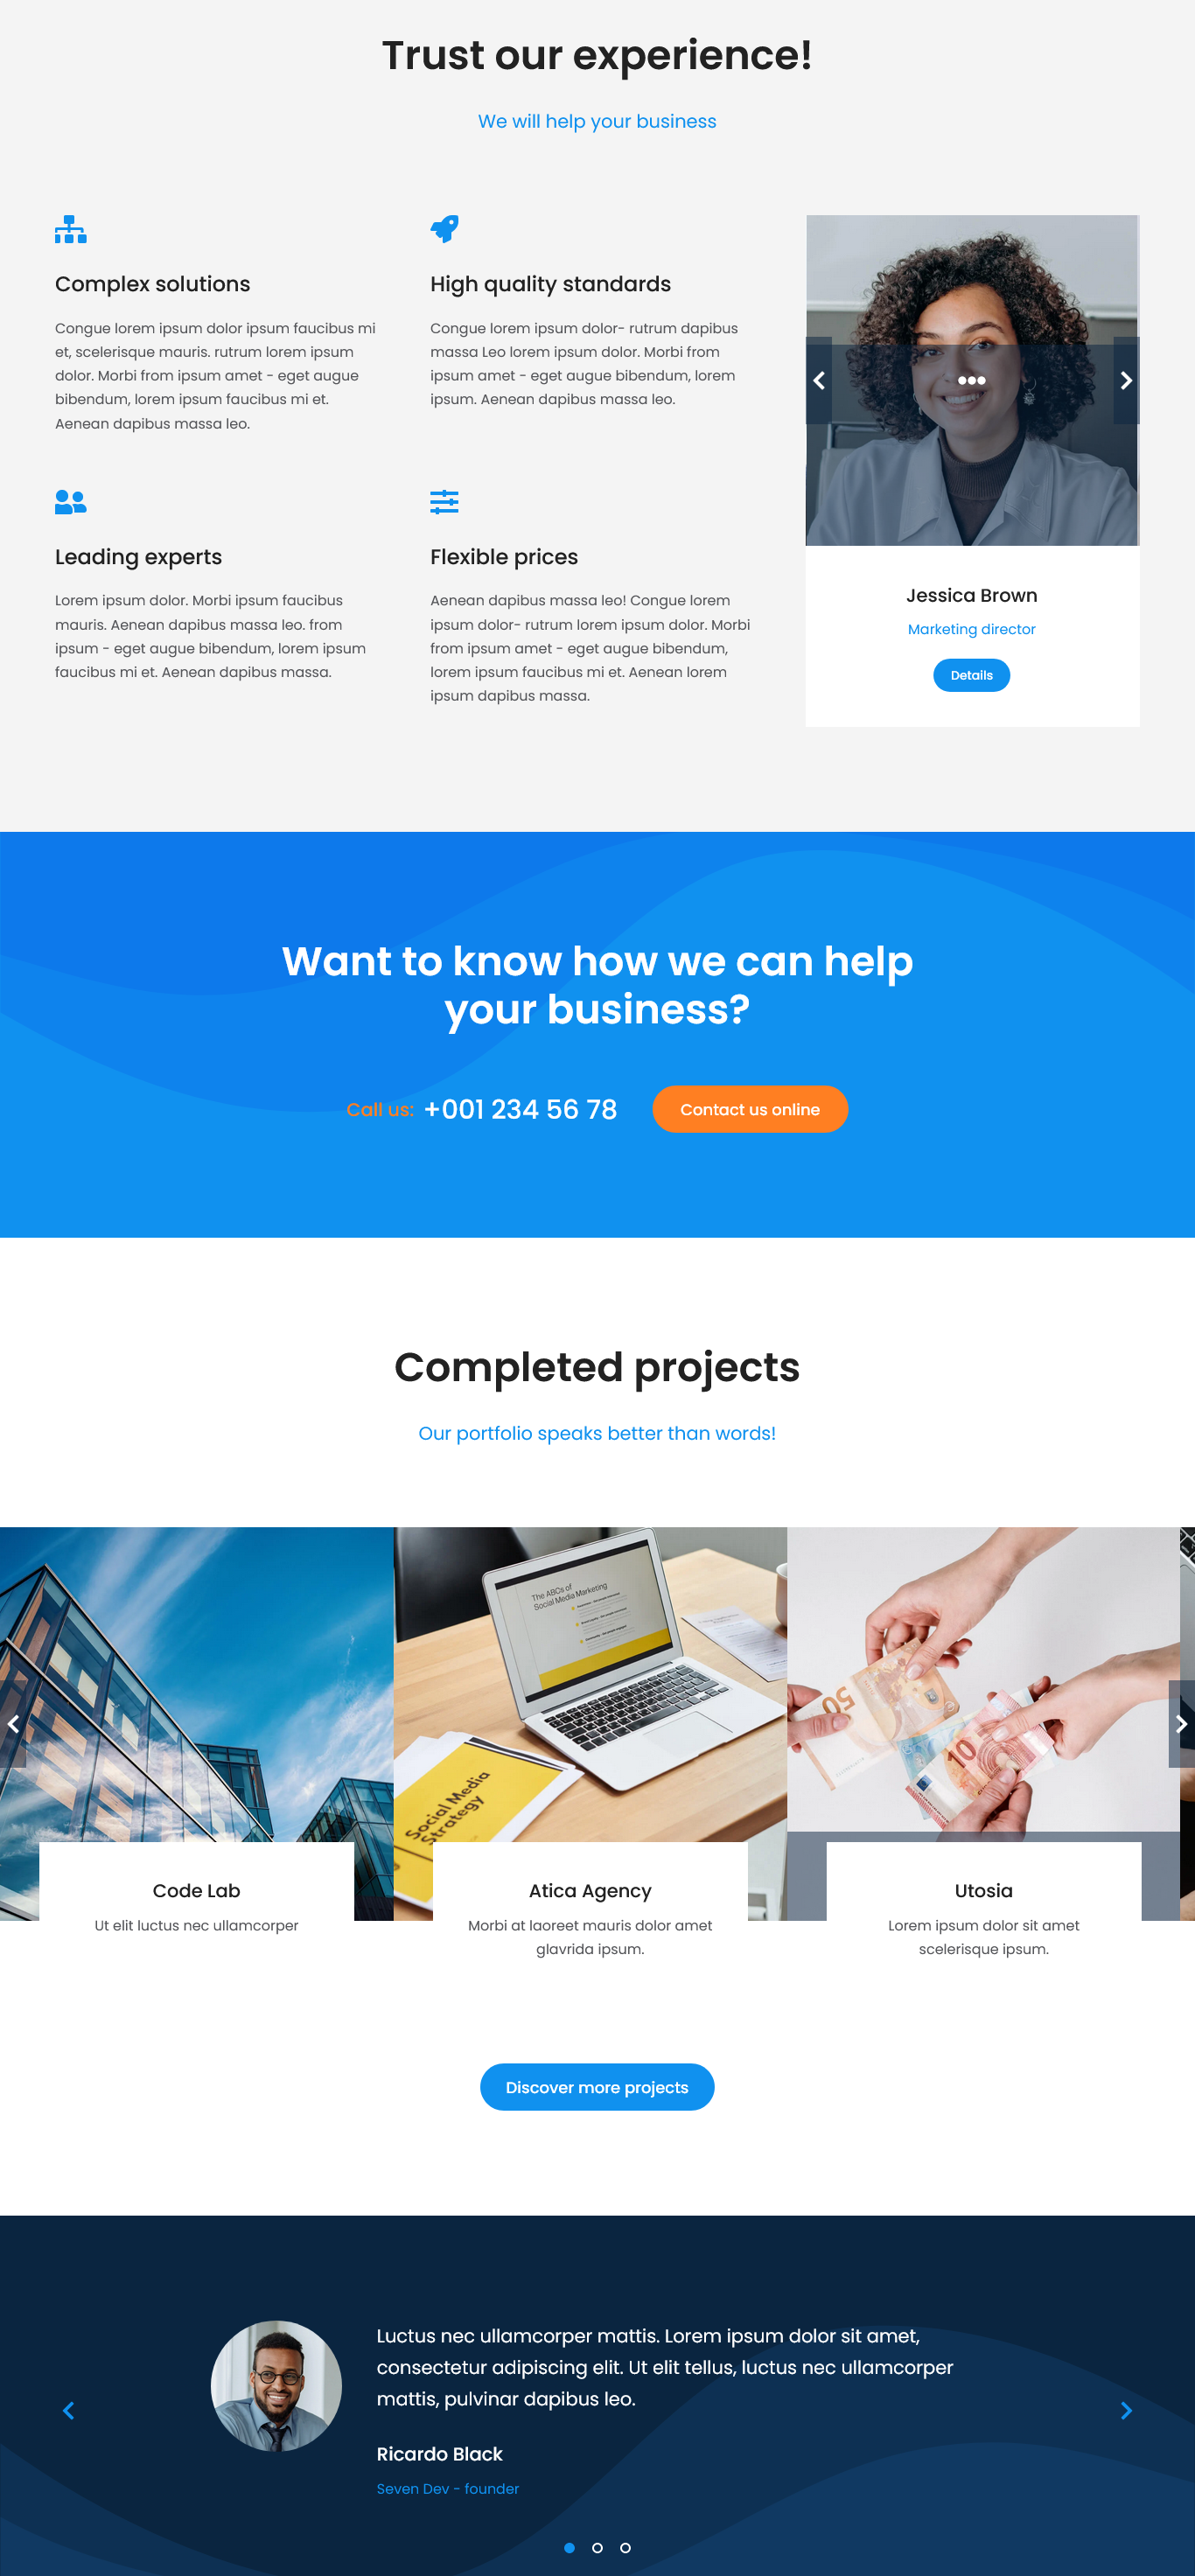 Trust our experience!
We will help your business
Complex solutions
Congue lorem ipsum dolor ipsum faucibus mi
et, scelerisque mauris. rutrum lorem ipsum
dolor. Morbi from ipsum amet - eget augue
bibendum, lorem ipsum faucibus mi et.
Aenean dapibus massa leo.
High quality standards
Congue lorem ipsum dolor- rutrum dapibus
massa Leo lorem ipsum dolor. Morbi from
ipsum amet - eget augue bibendum, lorem
ipsum. Aenean dapibus massa leo.
Leading experts
Lorem ipsum dolor. Morbi ipsum faucibus
mauris. Aenean dapibus massa leo. from
ipsum - eget augue bibendum, lorem ipsum
faucibus mi et. Aenean dapibus massa.
Flexible prices
Aenean dapibus massa leo! Congue lorem
ipsum dolor- rutrum lorem ipsum dolor. Morbi
from ipsum amet - eget augue bibendum,
lorem ipsum faucibus mi et. Aenean lorem
ipsum dapibus massa.
Jessica Brown
Marketing director
Details
Want to know how we can help
your business?
Call us: +001 234 56 78
Contact us online
Completed projects
Our portfolio speaks better than words!
The ABCs of
Social Media Marketing
Social Media
Strategy
50
10
Code Lab
Ut elit luctus nec ullamcorper
Atica Agency
Morbi at laoreet mauris dolor amet
glavrida ipsum.
Utosia
Lorem ipsum dolor sit amet
scelerisque ipsum.
Discover more projects
Luctus nec ullamcorper mattis. Lorem ipsum dolor sit amet,
consectetur adipiscing elit. Ut elit tellus, luctus nec ullamcorper
mattis, pulvinar dapibus leo.
Ricardo Black
Seven Dev - founder